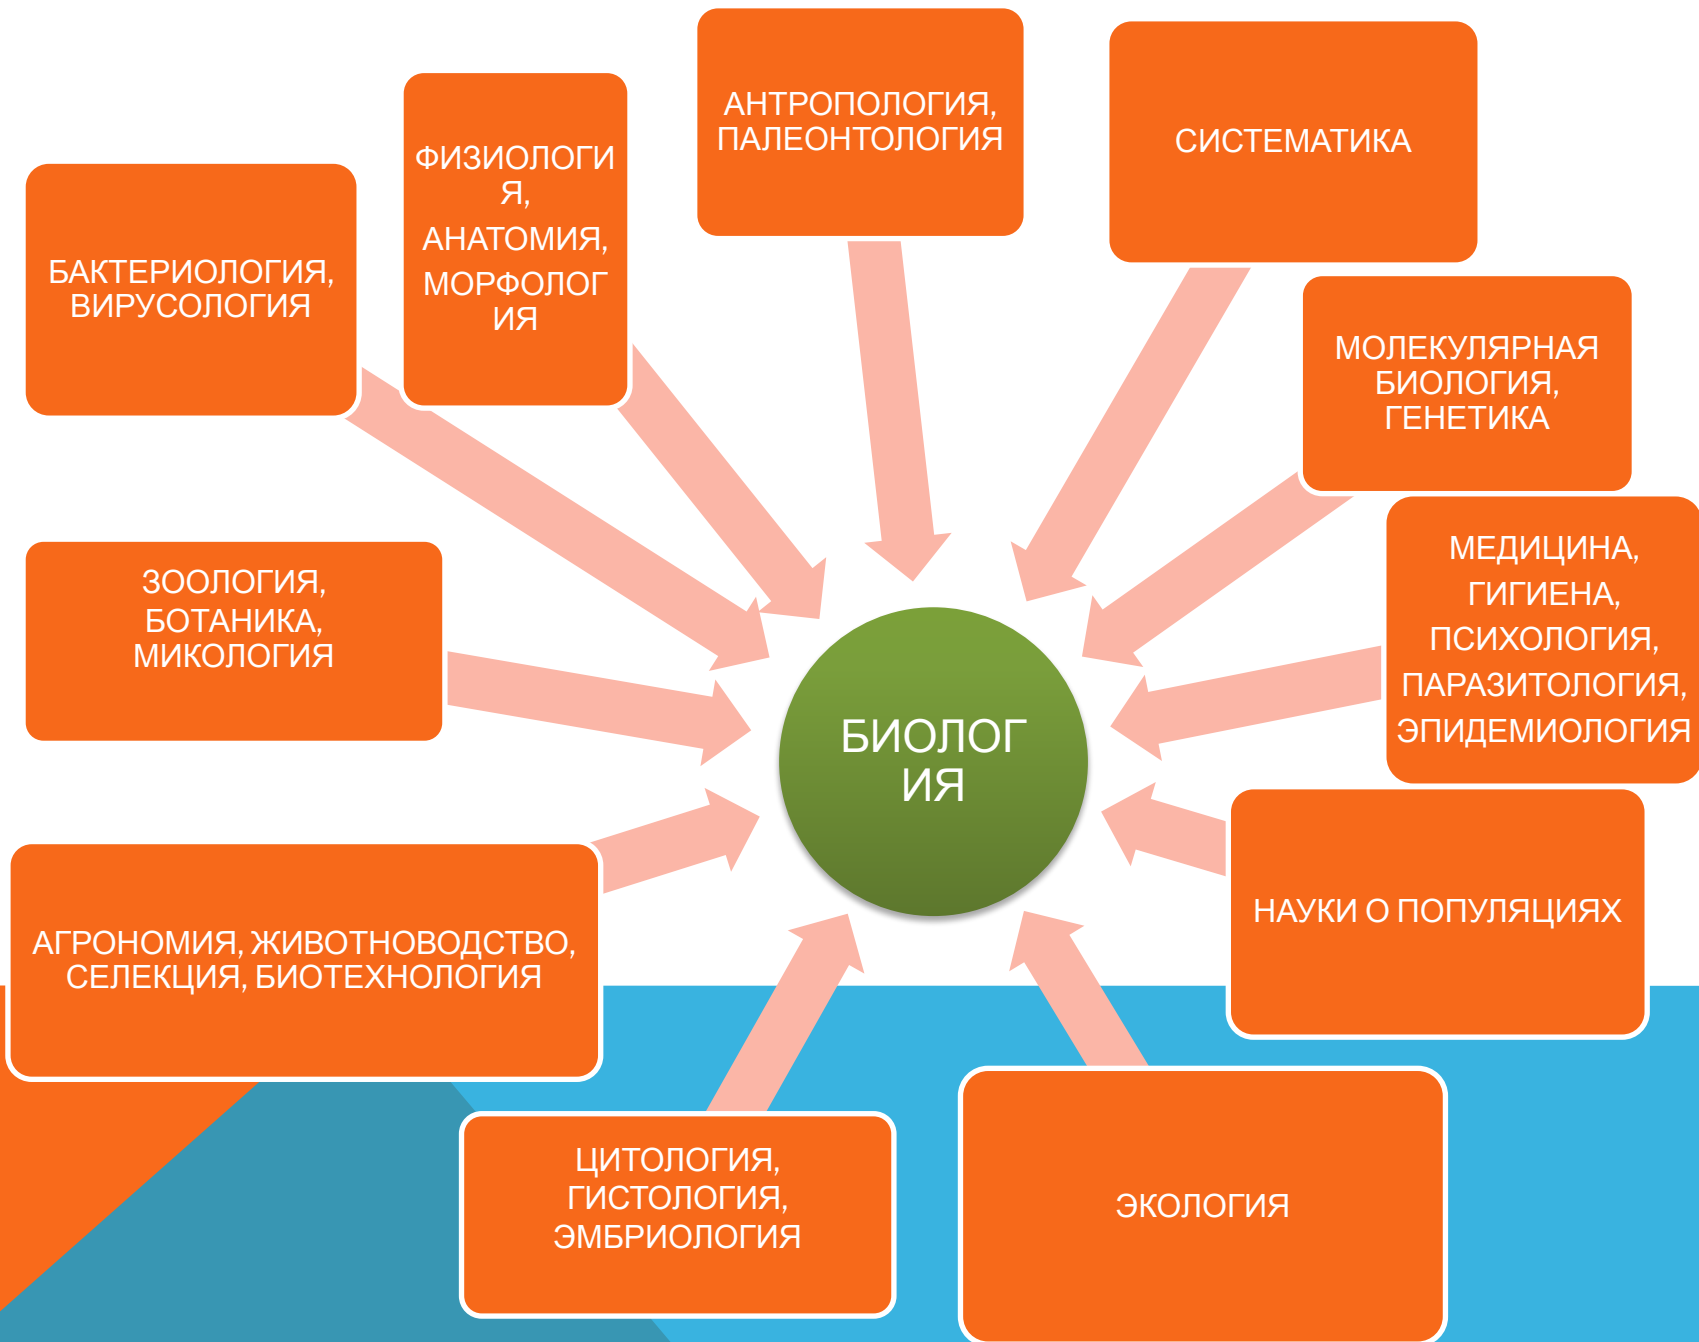 АНТРОПОЛОГИЯ,
ПАЛЕОНТОЛОГИЯ
СИСТЕМАТИКА
ФИЗИОЛОГИ
Я,
АНАТОМИЯ,
МОРФОЛОГ
ИЯ
БАКТЕРИОЛОГИЯ,
ВИРУСОЛОГИЯ
МОЛЕКУЛЯРНАЯ
БИОЛОГИЯ,
ГЕНЕТИКА
МЕДИЦИНА,
ГИГИЕНА,
ПСИХОЛОГИЯ,
ПАРАЗИТОЛОГИЯ,
ЭПИДЕМИОЛОГИЯ
ЗООЛОГИЯ,
БОТАНИКА,
МИКОЛОГИЯ
БИОЛОГ
ИЯ
НАУКИ О ПОПУЛЯЦИЯХ
АГРОНОМИЯ, ЖИВОТНОВОДСТВО,
СЕЛЕКЦИЯ, БИОТЕХНОЛОГИЯ
ЦИТОЛОГИЯ,
ГИСТОЛОГИЯ,
ЭМБРИОЛОГИЯ
ЭКОЛОГИЯ